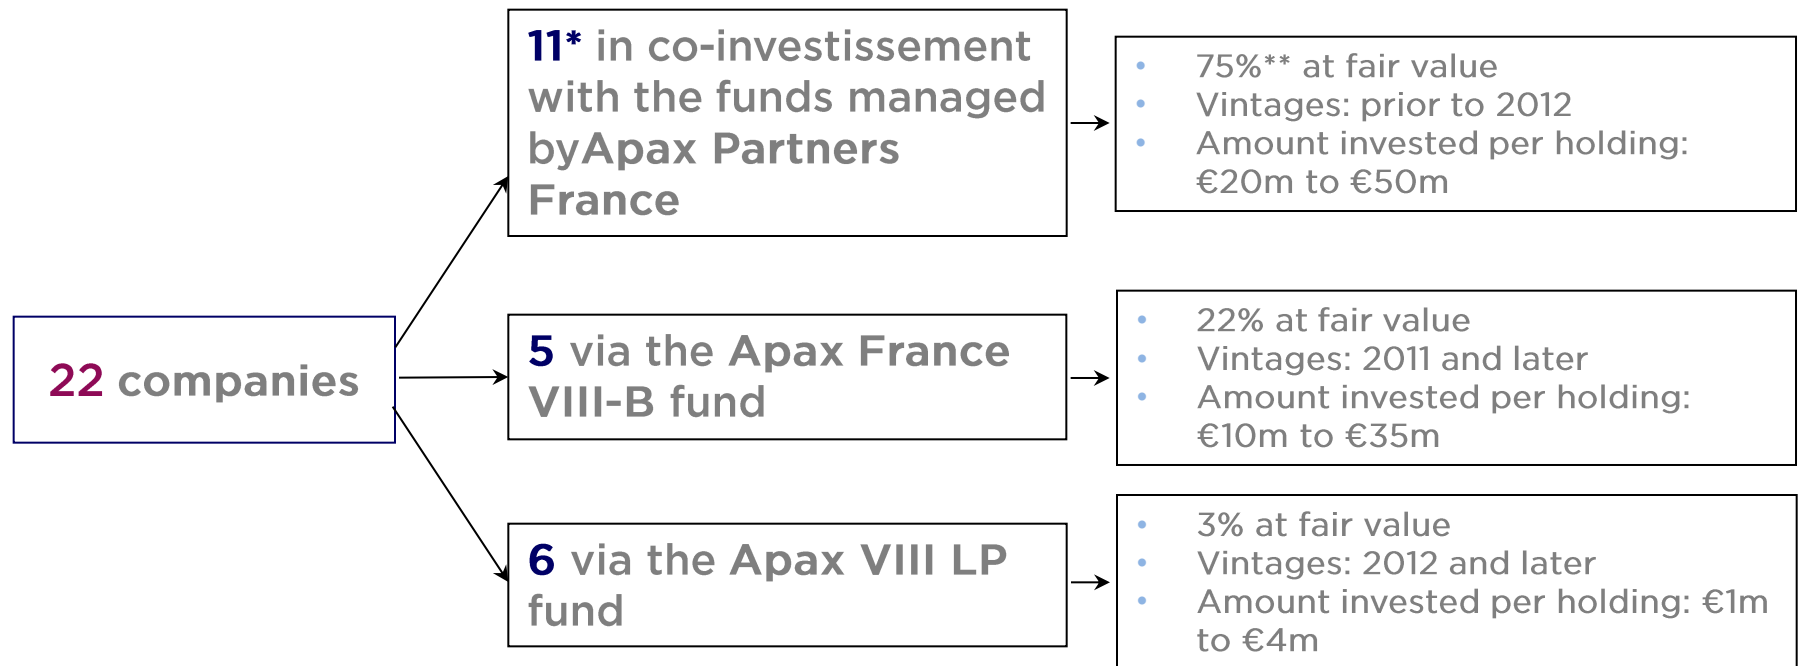 22 companies
11* in co-investissement
with the funds managed
byApax Partners
France
• 75%** at fair value
• Vintages: prior to 2012
• Amount invested per holding:
€20m to €50m
5 via the Apax France
VIII-B fund
• 22% at fair value
• Vintages: 2011 and later
• Amount invested per holding:
€10m to €35m
6 via the Apax VIII LP
fund
• 3% at fair value
• Vintages: 2012 and later
• Amount invested per holding: €1m
to €4m